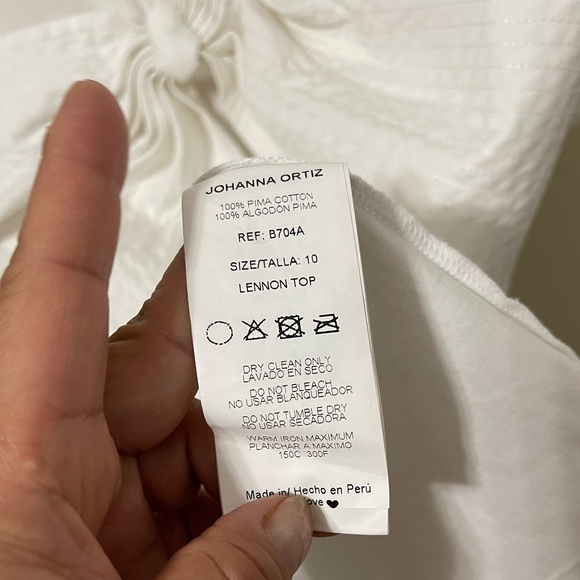 JOHANNA ORTIZ
100% PIMA COTTON
100% ALGODÓN PIMA
REF: B704A
SIZE/TALLA: 10
LENNON TOP
DRY CLEAN ONLY
LAVADO EN SECO
DO NOT BLEACH
NO USAR BLANQUEADOR
DO NOT TUMBLE DRY
NO USAR SECADORA
WARM IRON MAXIMUM
PLANCHAR A MAXIMO
150C 300F
Made in/ Hecho en Perú